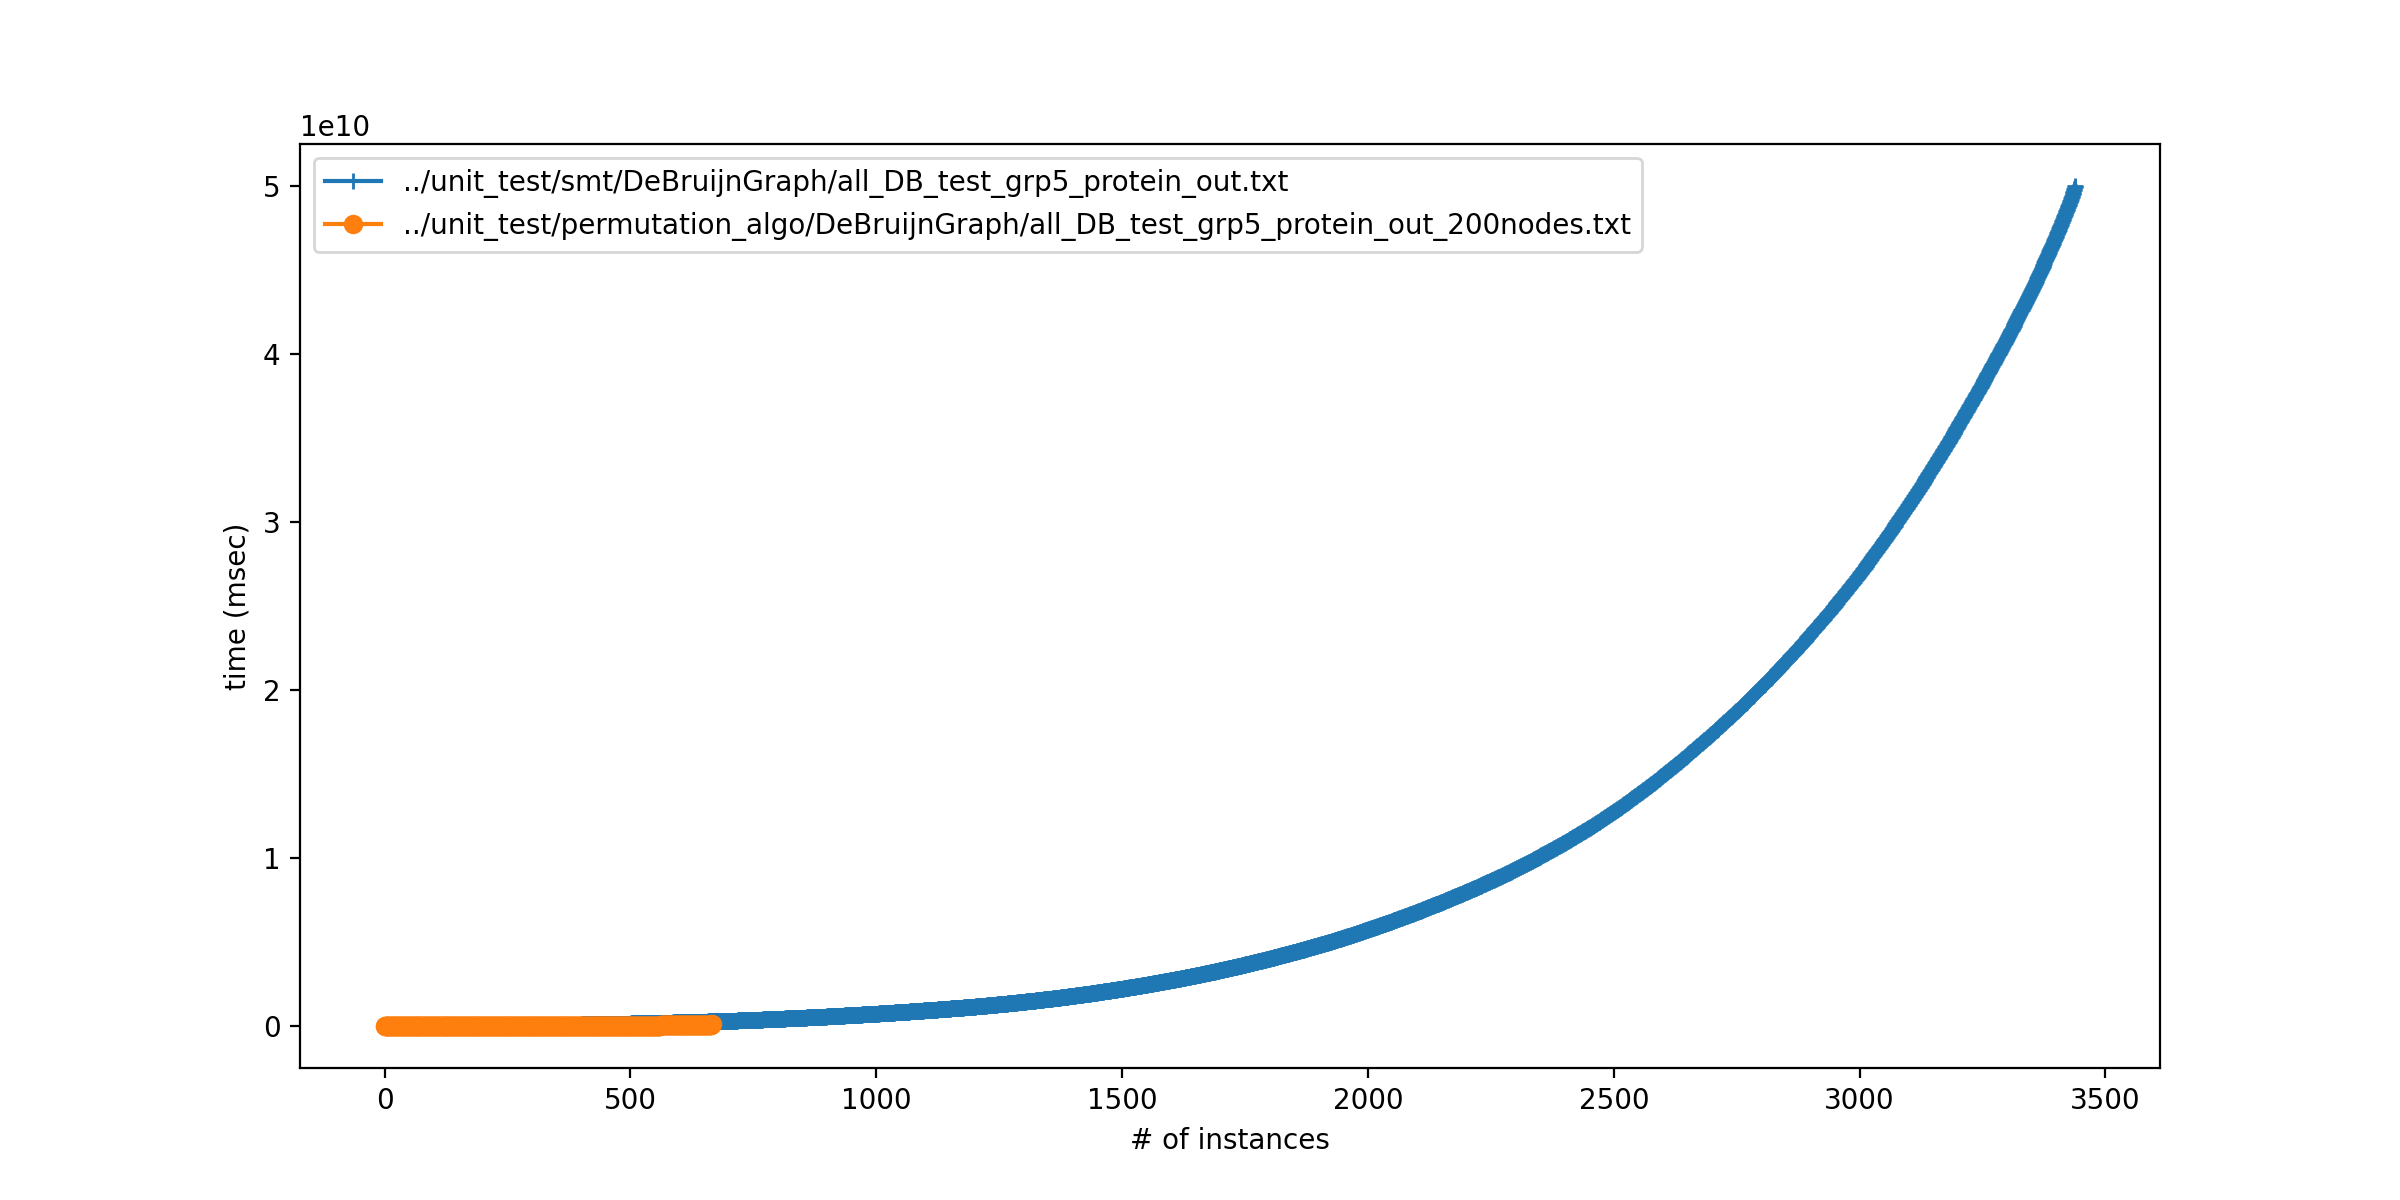 1e10
../unit_test/smt/DeBruijnGraph/all_DB_test_grp5_protein_out.txt
../unit_test/permutation_algo/DeBruijnGraph/all_DB_test_grp5_protein_out_200nodes.txt
5
4
3
2
1
0
time (msec)
0 500 1000 1500 2000 2500 3000 3500
# of instances